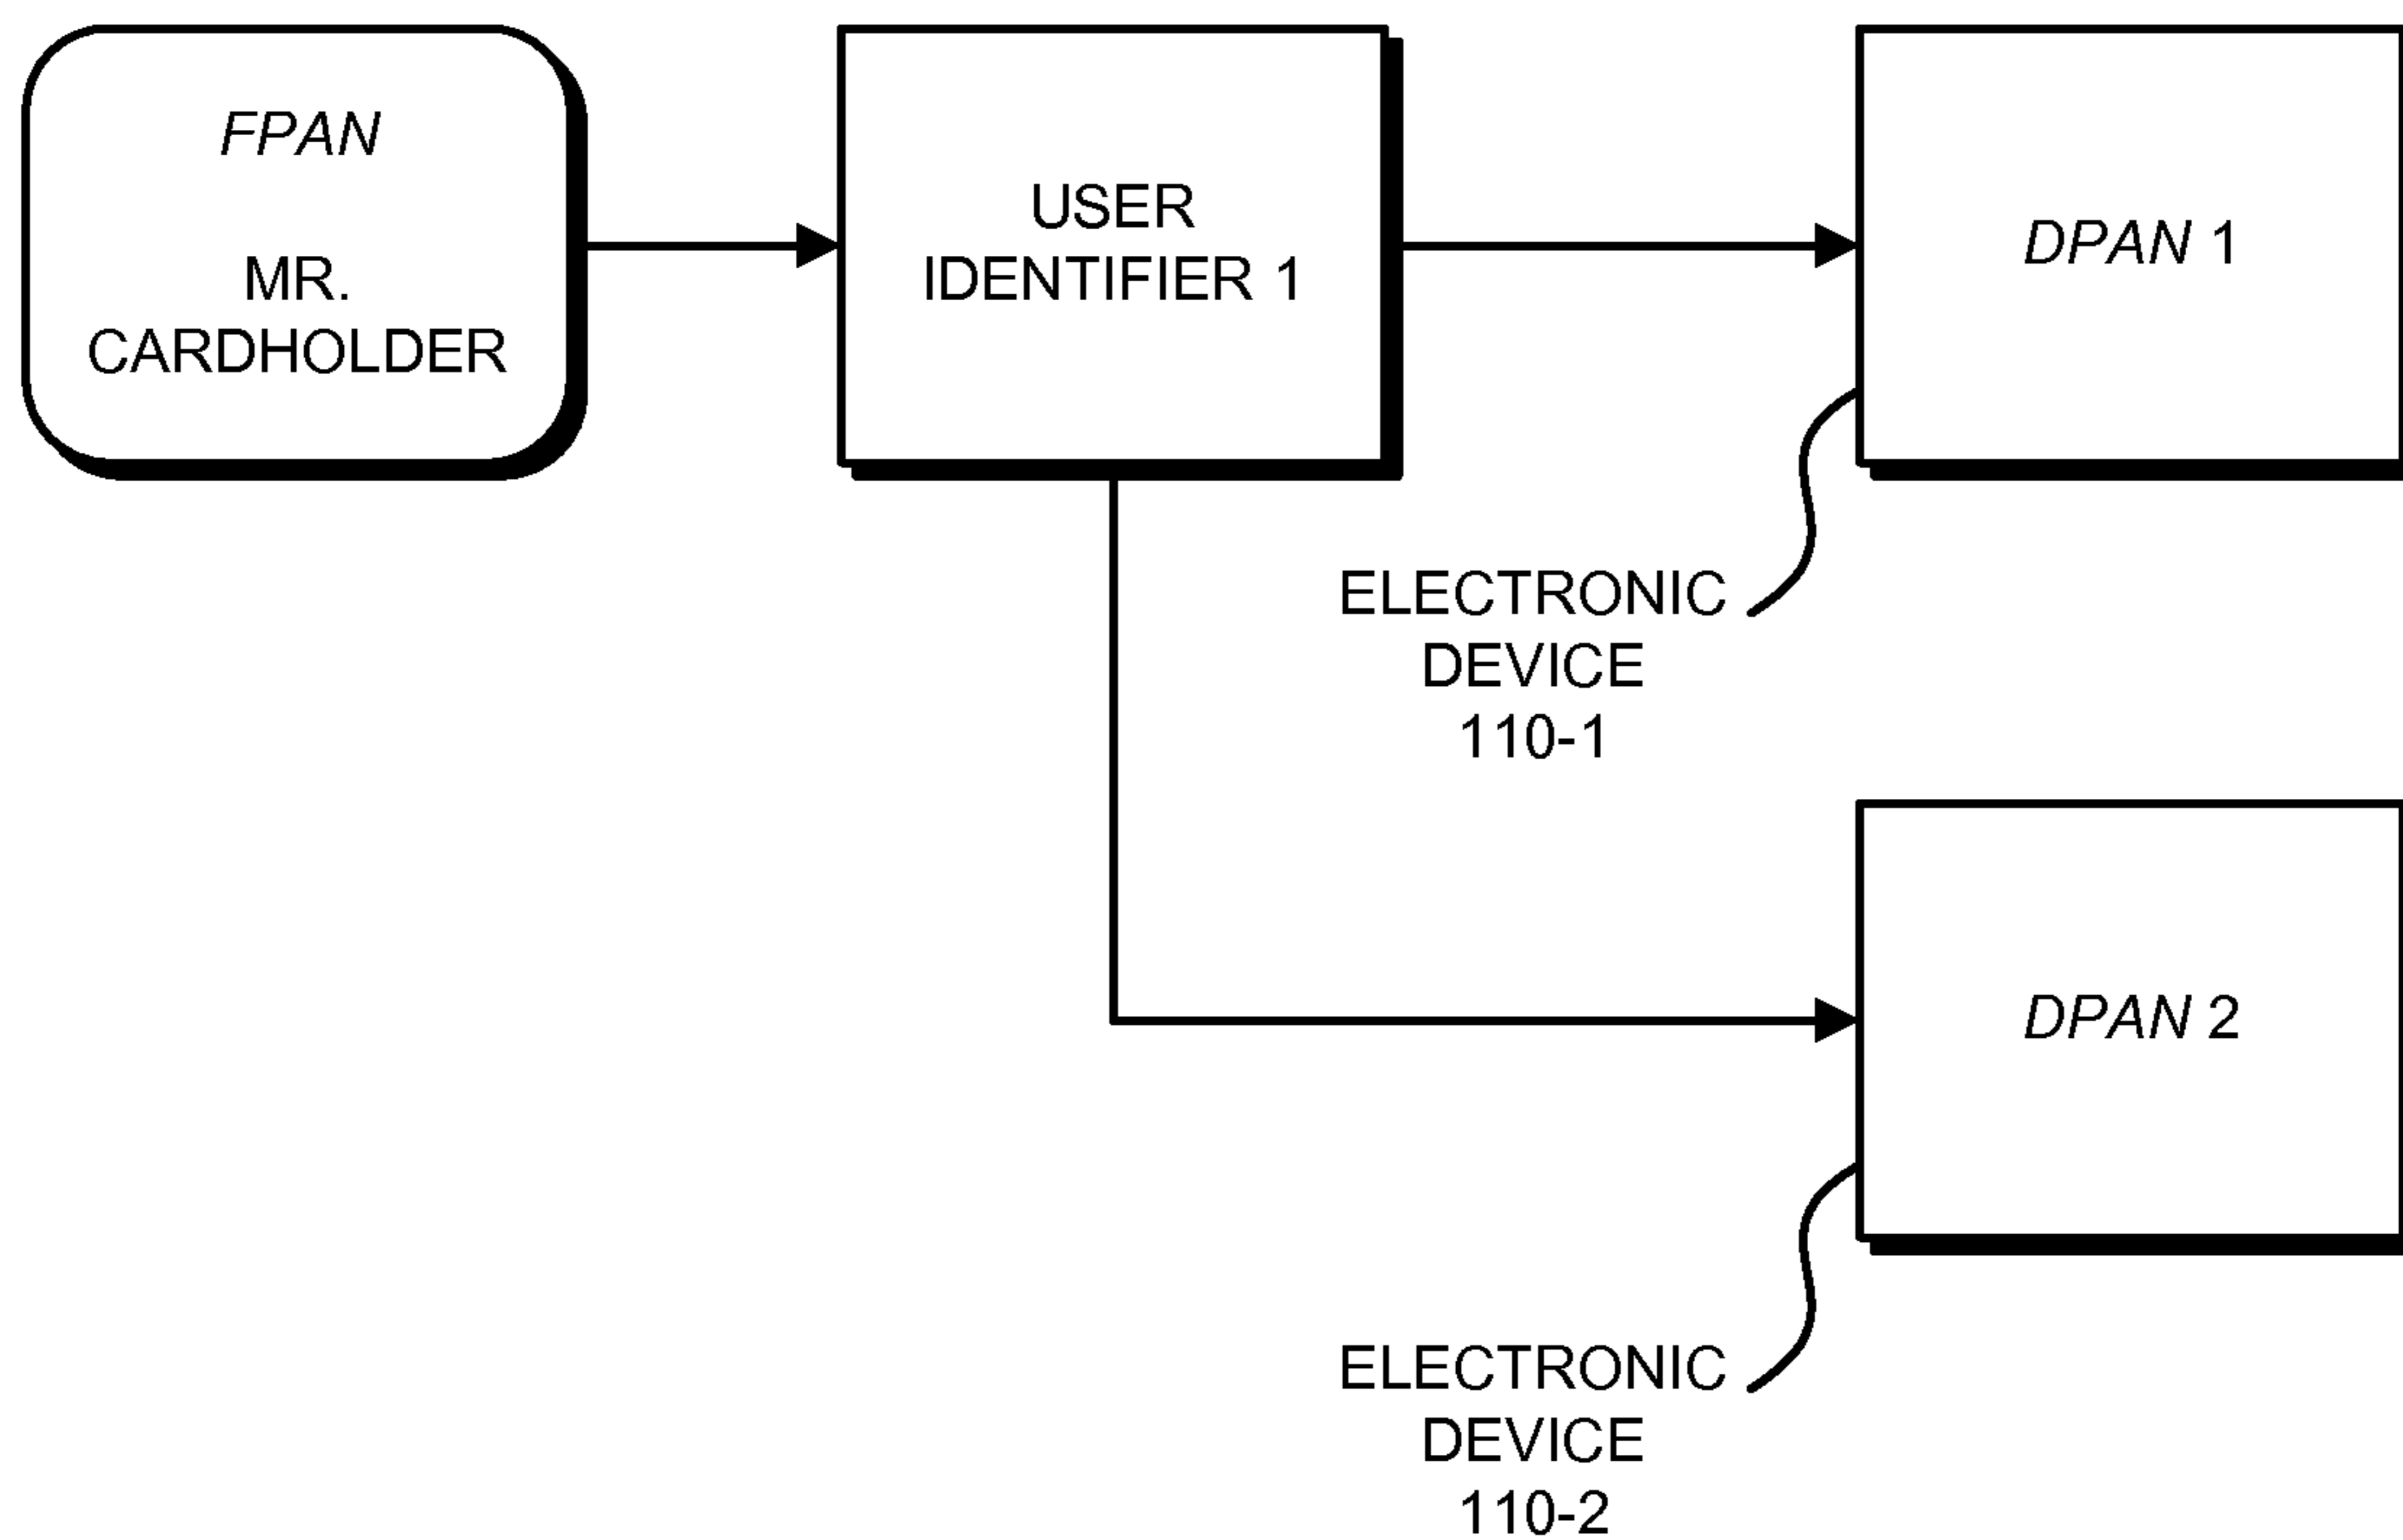 FPAN
MR.
CARDHOLDER
USER
IDENTIFIER 1
DPAN 1
ELECTRONIC
DEVICE
110-1
DPAN 2
ELECTRONIC
DEVICE
110-2